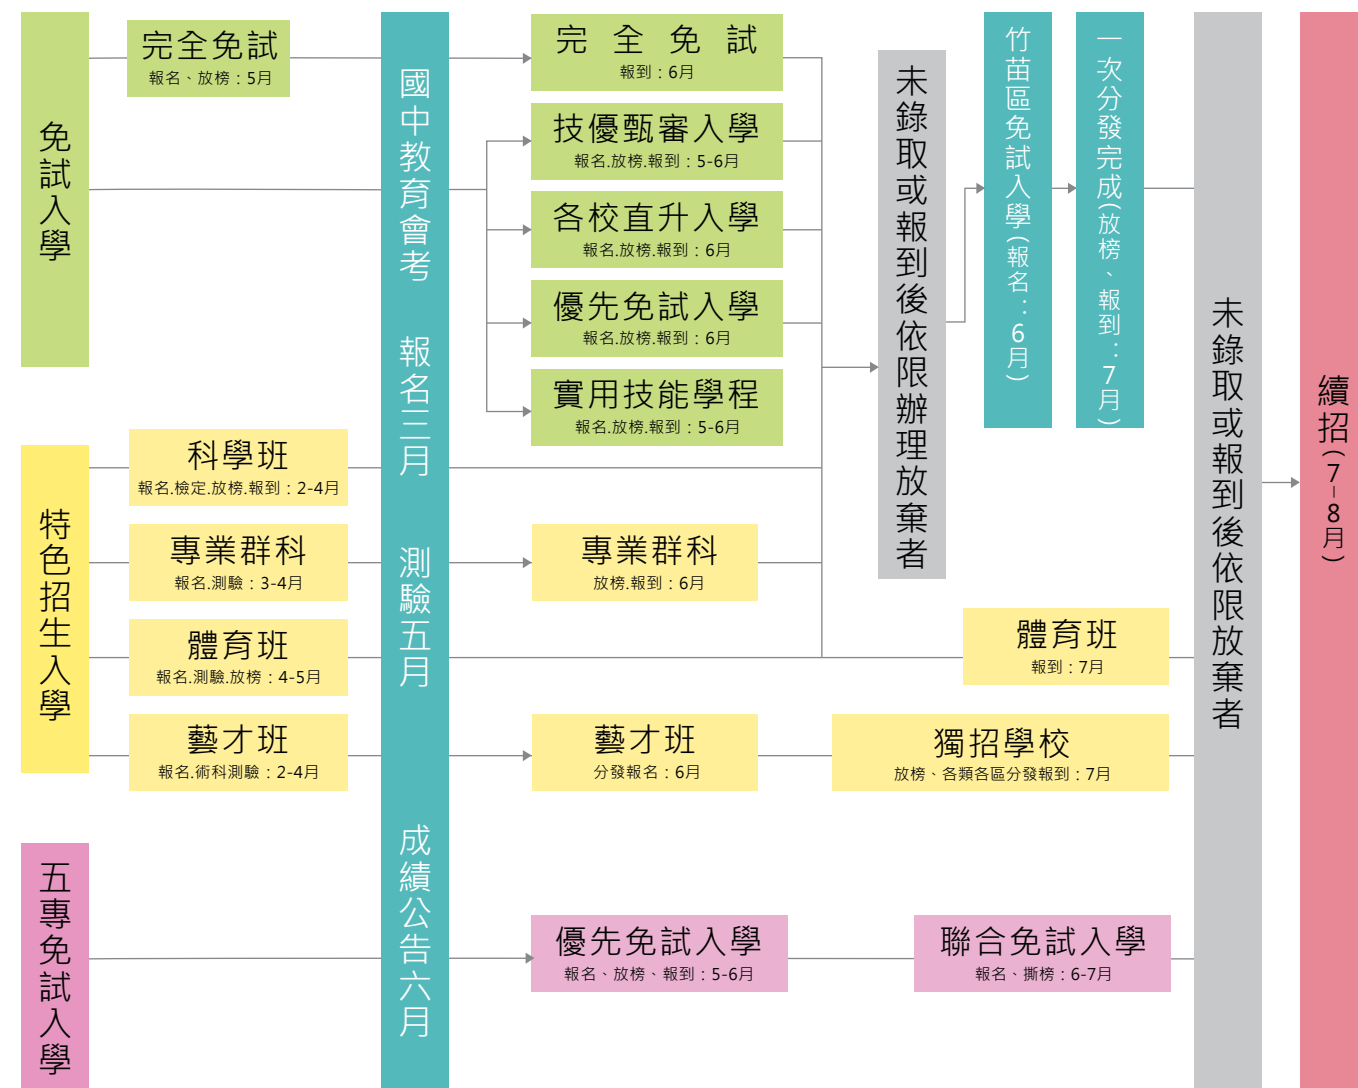 免試入學
完全免試
報名、放榜：5月
國中教育會考　報名三月　測驗五月　成績公告六月
完全免試
報到：6月
技優甄審入學
報名.放榜.報到：5-6月
各校直升入學
報名.放榜.報到：6月
優先免試入學
報名.放榜.報到：6月
實用技能學程
報名.放榜.報到：5-6月
未錄取或報到後依限辦理放棄者
竹苗區免試入學(報名：6月)
一次分發完成(放榜、報到：7月)
未錄取或報到後依限放棄者
續招(7-8月)
特色招生入學
科學班
報名.檢定.放榜.報到：2-4月
專業群科
報名.測驗：3-4月
專業群科
放榜.報到：6月
體育班
報名.測驗.放榜：4-5月
體育班
報到：7月
藝才班
報名.術科測驗：2-4月
藝才班
分發報名：6月
獨招學校
放榜、各類各區分發報到：7月
五專免試入學
優先免試入學
報名、放榜、報到：5-6月
聯合免試入學
報名、撕榜：6-7月